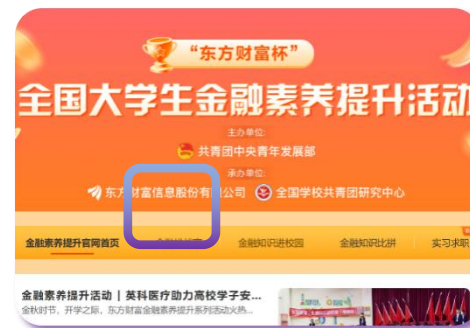 “东方财富杯”
全国大学生金融素养提升活动
主办单位:
共青团中央青年发展部
承办单位:
东方财富信息股份有限公司 全国学校共青团研究中心
金融素养提升官网首页 金融知识进校园 金融知识比拼 实习求职
金融素养提升活动 | 英科医疗助力高校学子安...
金秋时节、开学之际，东方财富金融素养提升系列活动火热...